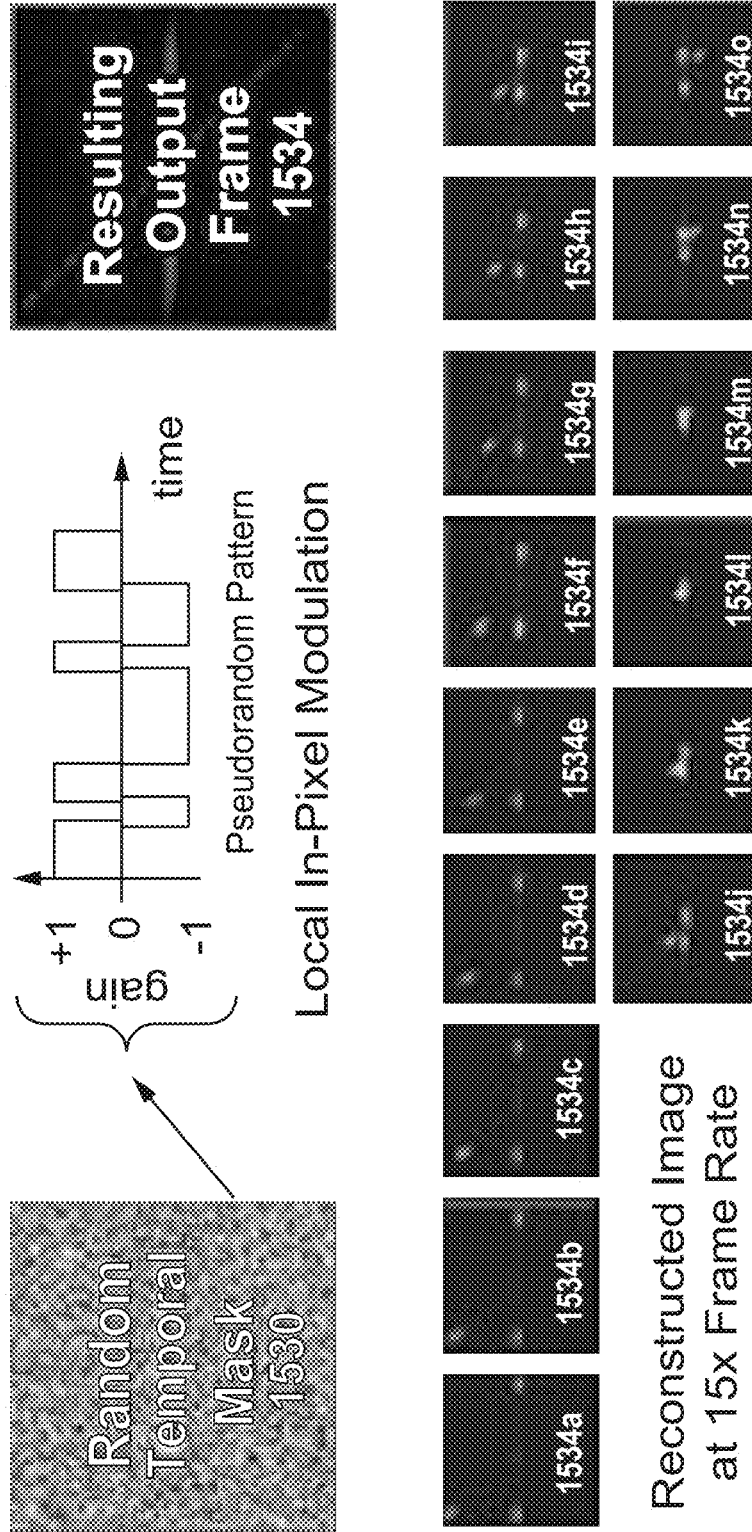 Random
Temporal
Mask
1530
gain
+1
0
-1
time
Pseudorandom Pattern
Local In-Pixel Modulation
Resulting
Output
Frame
1534
1534a
1534b
1534c
1534d
1534e
1534f
1534g
1534h
1534i
1534j
1534k
1534l
1534m
1534n
1534o
Reconstructed Image
at 15x Frame Rate